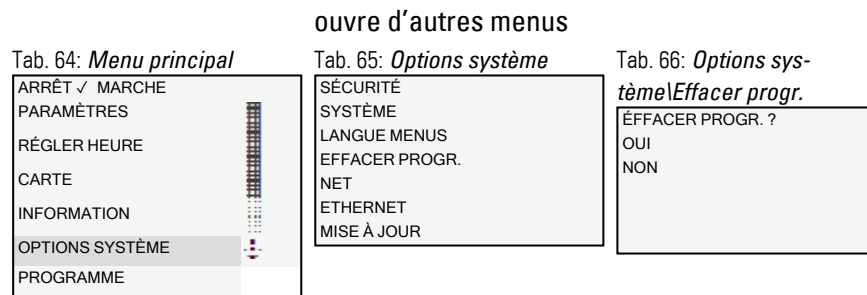 ouvre d’autres menus
Tab. 64: Menu principal
ARRÊT ✓ MARCHE
PARAMÈTRES
RÉGLER HEURE
CARTE
INFORMATION
OPTIONS SYSTÈME
PROGRAMME
Tab. 65: Options système
SÉCURITÉ
SYSTÈME
LANGUE MENUS
EFFACER PROGR.
NET
ETHERNET
MISE À JOUR
Tab. 66: Options sys-
tème\Effacer progr.
ÉFFACER PROGR. ?
OUI
NON